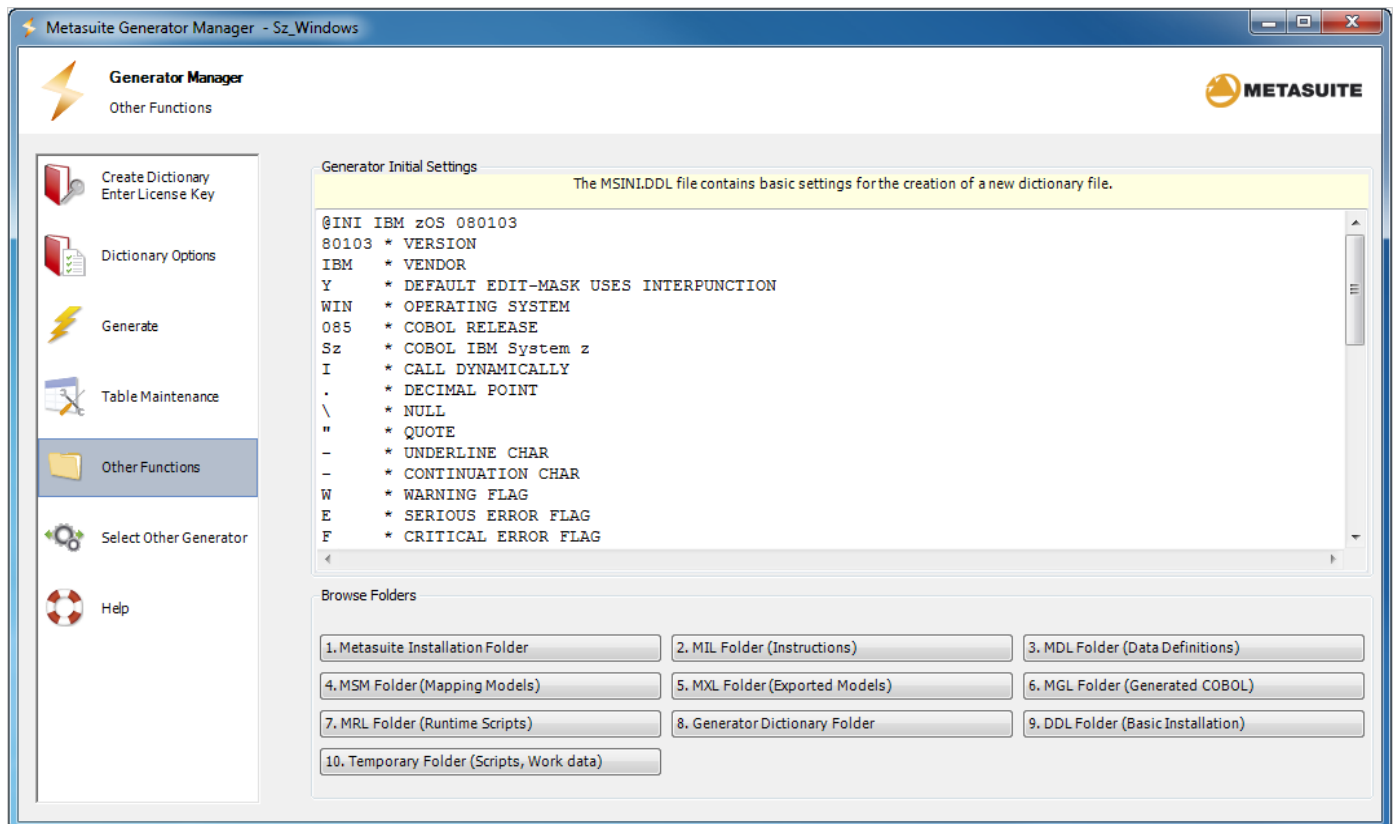 Metasuite Generator Manager - Sz_Windows
Generator Manager
Other Functions
METASUITE
Create Dictionary
Enter License Key
Dictionary Options
Generate
Table Maintenance
Other Functions
Select Other Generator
Help
Generator Initial Settings
The MSINI.DDL file contains basic settings for the creation of a new dictionary file.
@INI IBM zOS 080103
80103 * VERSION
IBM   * VENDOR
Y     * DEFAULT EDIT-MASK USES INTERPUNCTION
WIN   * OPERATING SYSTEM
085   * COBOL RELEASE
Sz    * COBOL IBM System z
I     * CALL DYNAMICALLY
.     * DECIMAL POINT
\     * NULL
"     * QUOTE
-     * UNDERLINE CHAR
-     * CONTINUATION CHAR
W     * WARNING FLAG
E     * SERIOUS ERROR FLAG
F     * CRITICAL ERROR FLAG
Browse Folders
1. Metasuite Installation Folder
2. MIL Folder (Instructions)
3. MDL Folder (Data Definitions)
4. MSM Folder (Mapping Models)
5. MXL Folder (Exported Models)
6. MGL Folder (Generated COBOL)
7. MRL Folder (Runtime Scripts)
8. Generator Dictionary Folder
9. DDL Folder (Basic Installation)
10. Temporary Folder (Scripts, Work data)